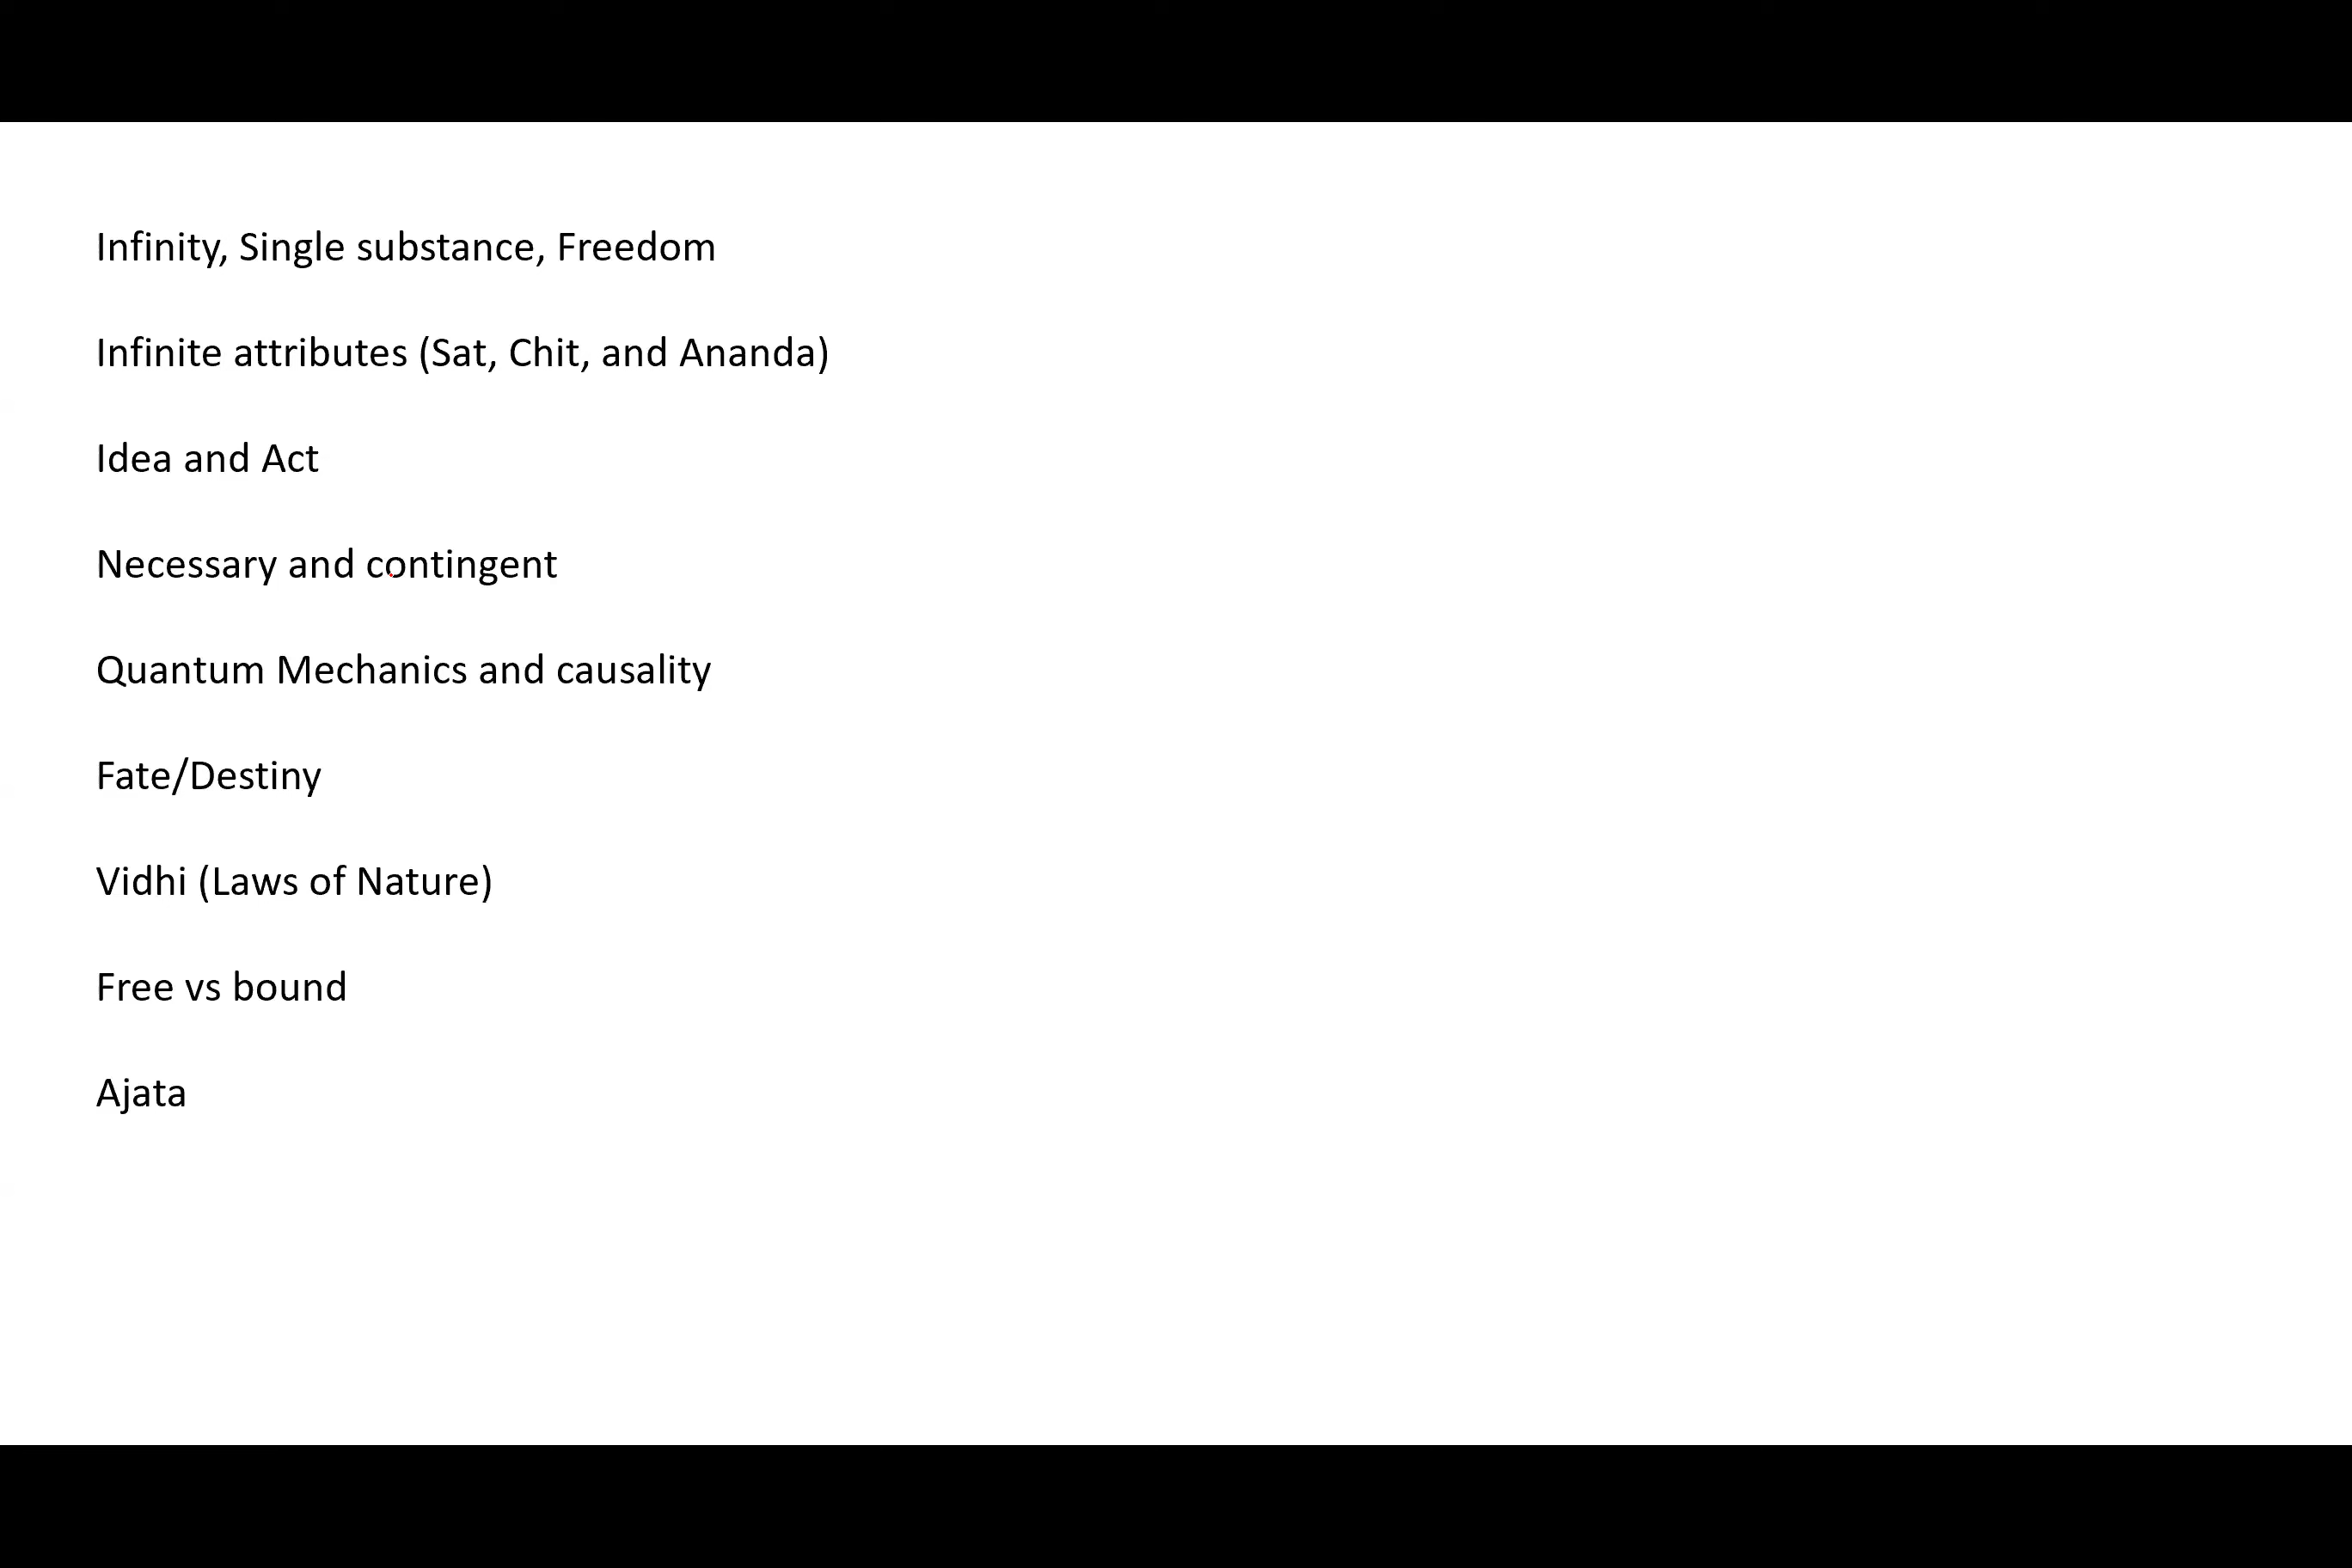 Infinity, Single substance, Freedom
Infinite attributes (Sat, Chit, and Ananda)
Idea and Act
Necessary and contingent
Quantum Mechanics and causality
Fate/Destiny
Vidhi (Laws of Nature)
Free vs bound
Ajata